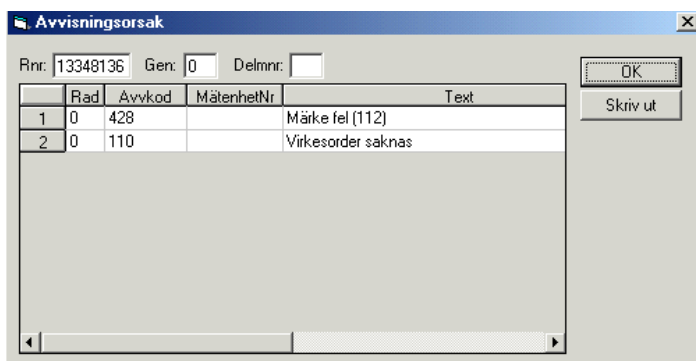 Avvisningsorsak
Rnr: 13348136 Gen: 0 Delmnr:
OK
Skriv ut
Rad Avvkod MätenhetNr Text
1 0 428 Märke fel (112)
2 0 110 Virkesorder saknas